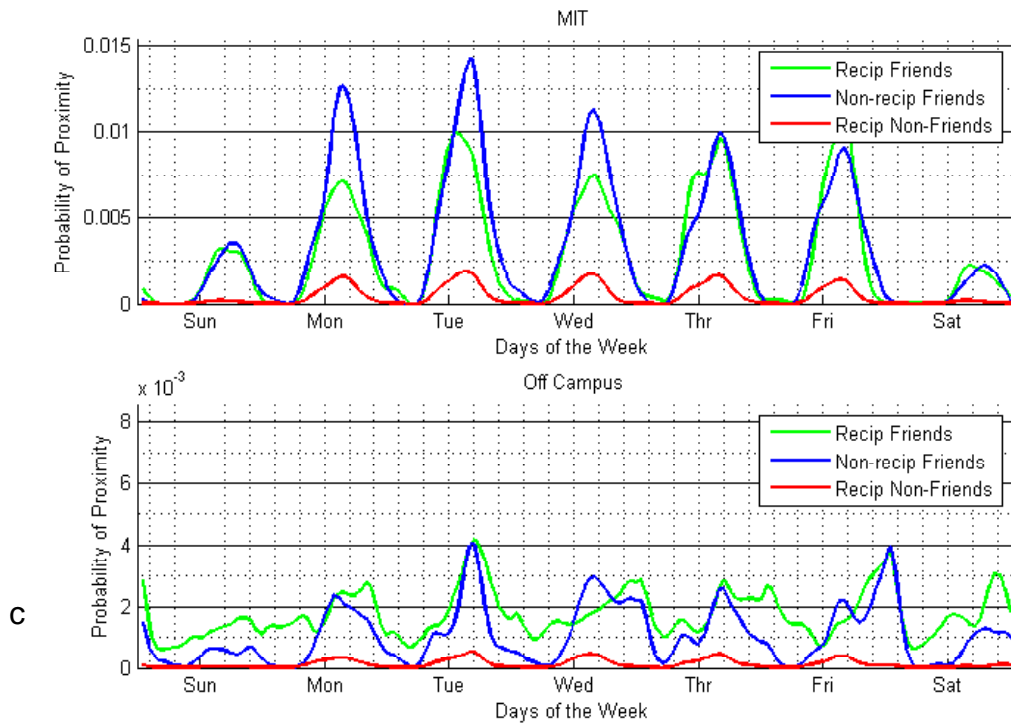 MIT
0.015
0.01
0.005
0
Probability of Proximity
Recip Friends
Non-recip Friends
Recip Non-Friends
Sun Mon Tue Wed Thr Fri Sat
Days of the Week
Off Campus
x 10-3
8
6
4
2
0
Probability of Proximity
Recip Friends
Non-recip Friends
Recip Non-Friends
c
Sun Mon Tue Wed Thr Fri Sat
Days of the Week